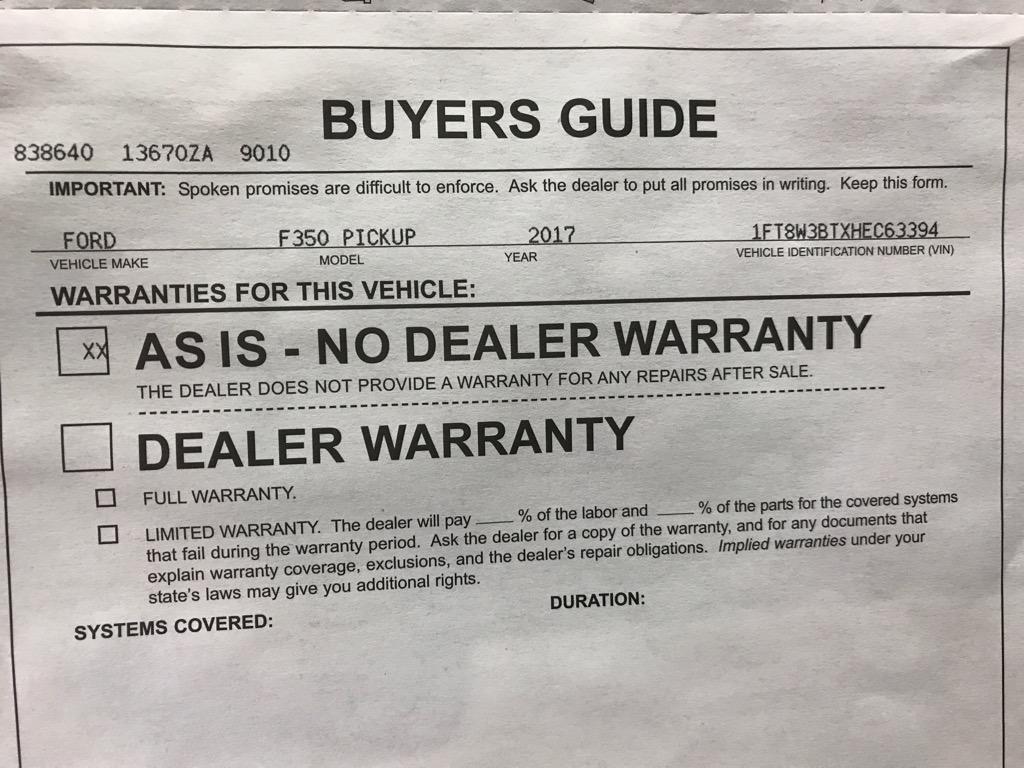 BUYERS GUIDE
838640 13670ZA 9010
IMPORTANT: Spoken promises are difficult to enforce. Ask the dealer to put all promises in writing. Keep this form.
FORD F350 PICKUP 2017 1FT8W3BTXHEC63394
VEHICLE MAKE MODEL YEAR VEHICLE IDENTIFICATION NUMBER (VIN)
WARRANTIES FOR THIS VEHICLE:
XX AS IS - NO DEALER WARRANTY
THE DEALER DOES NOT PROVIDE A WARRANTY FOR ANY REPAIRS AFTER SALE.
DEALER WARRANTY
FULL WARRANTY.
LIMITED WARRANTY. The dealer will pay ____ % of the labor and ____ % of the parts for the covered systems
that fail during the warranty period. Ask the dealer for a copy of the warranty, and for any documents that
explain warranty coverage, exclusions, and the dealer's repair obligations. Implied warranties under your
state's laws may give you additional rights.
SYSTEMS COVERED: DURATION: